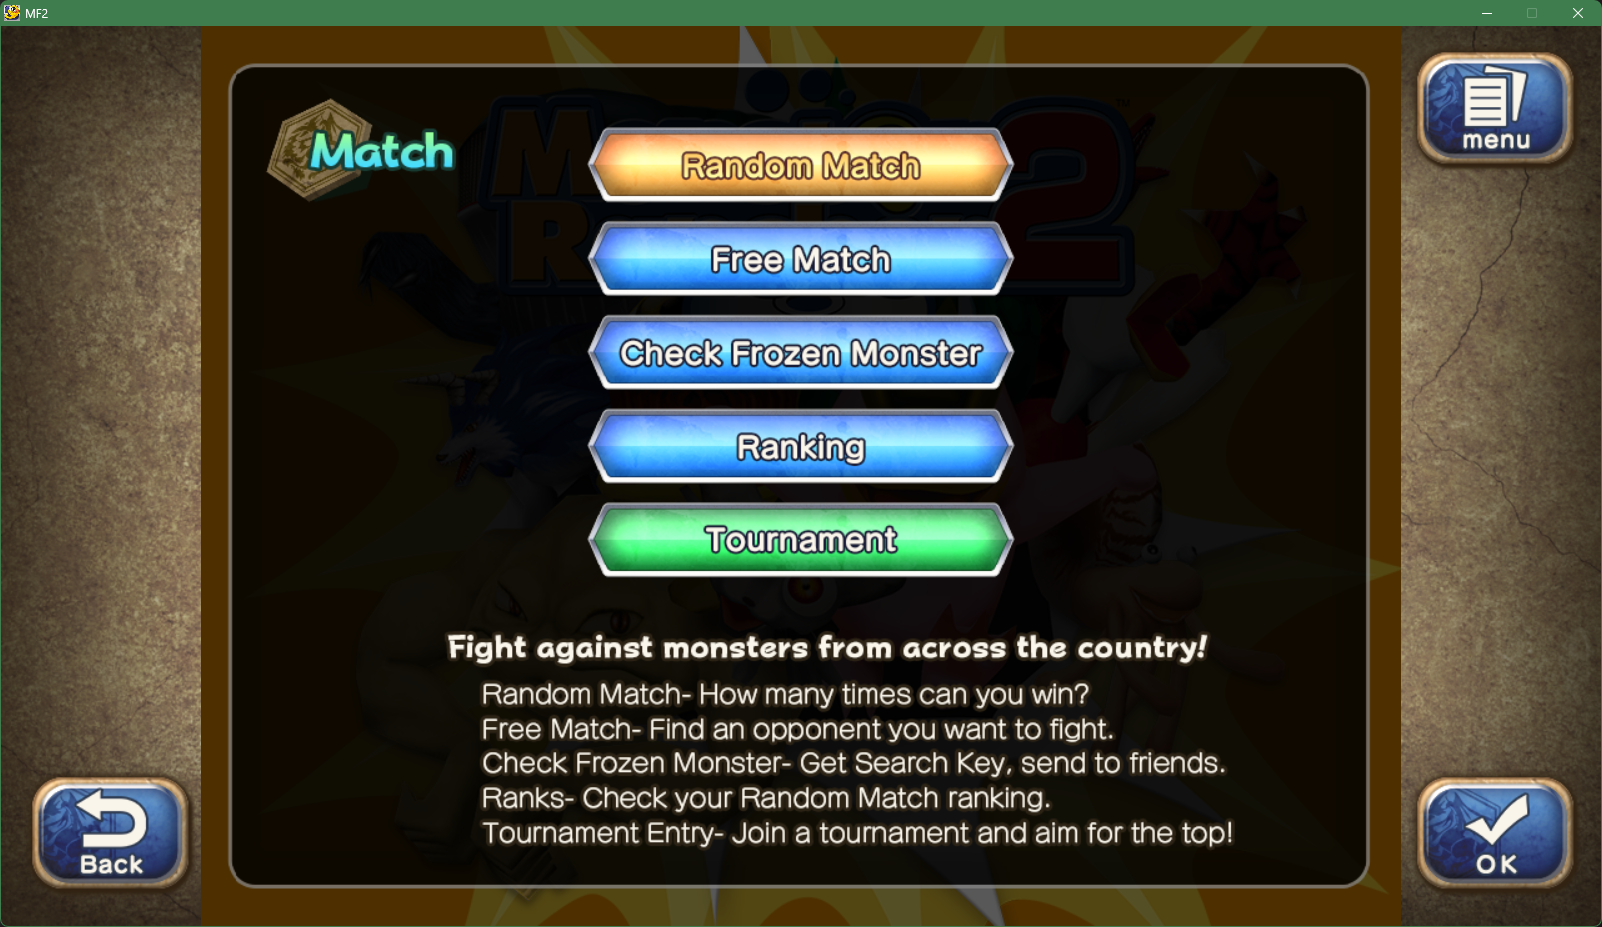 MF2
Match
menu
Random Match
Free Match
Check Frozen Monster
Ranking
Tournament
Fight against monsters from across the country!
Random Match- How many times can you win?
Free Match- Find an opponent you want to fight.
Check Frozen Monster- Get Search Key, send to friends.
Ranks- Check your Random Match ranking.
Tournament Entry- Join a tournament and aim for the top!
Back
OK